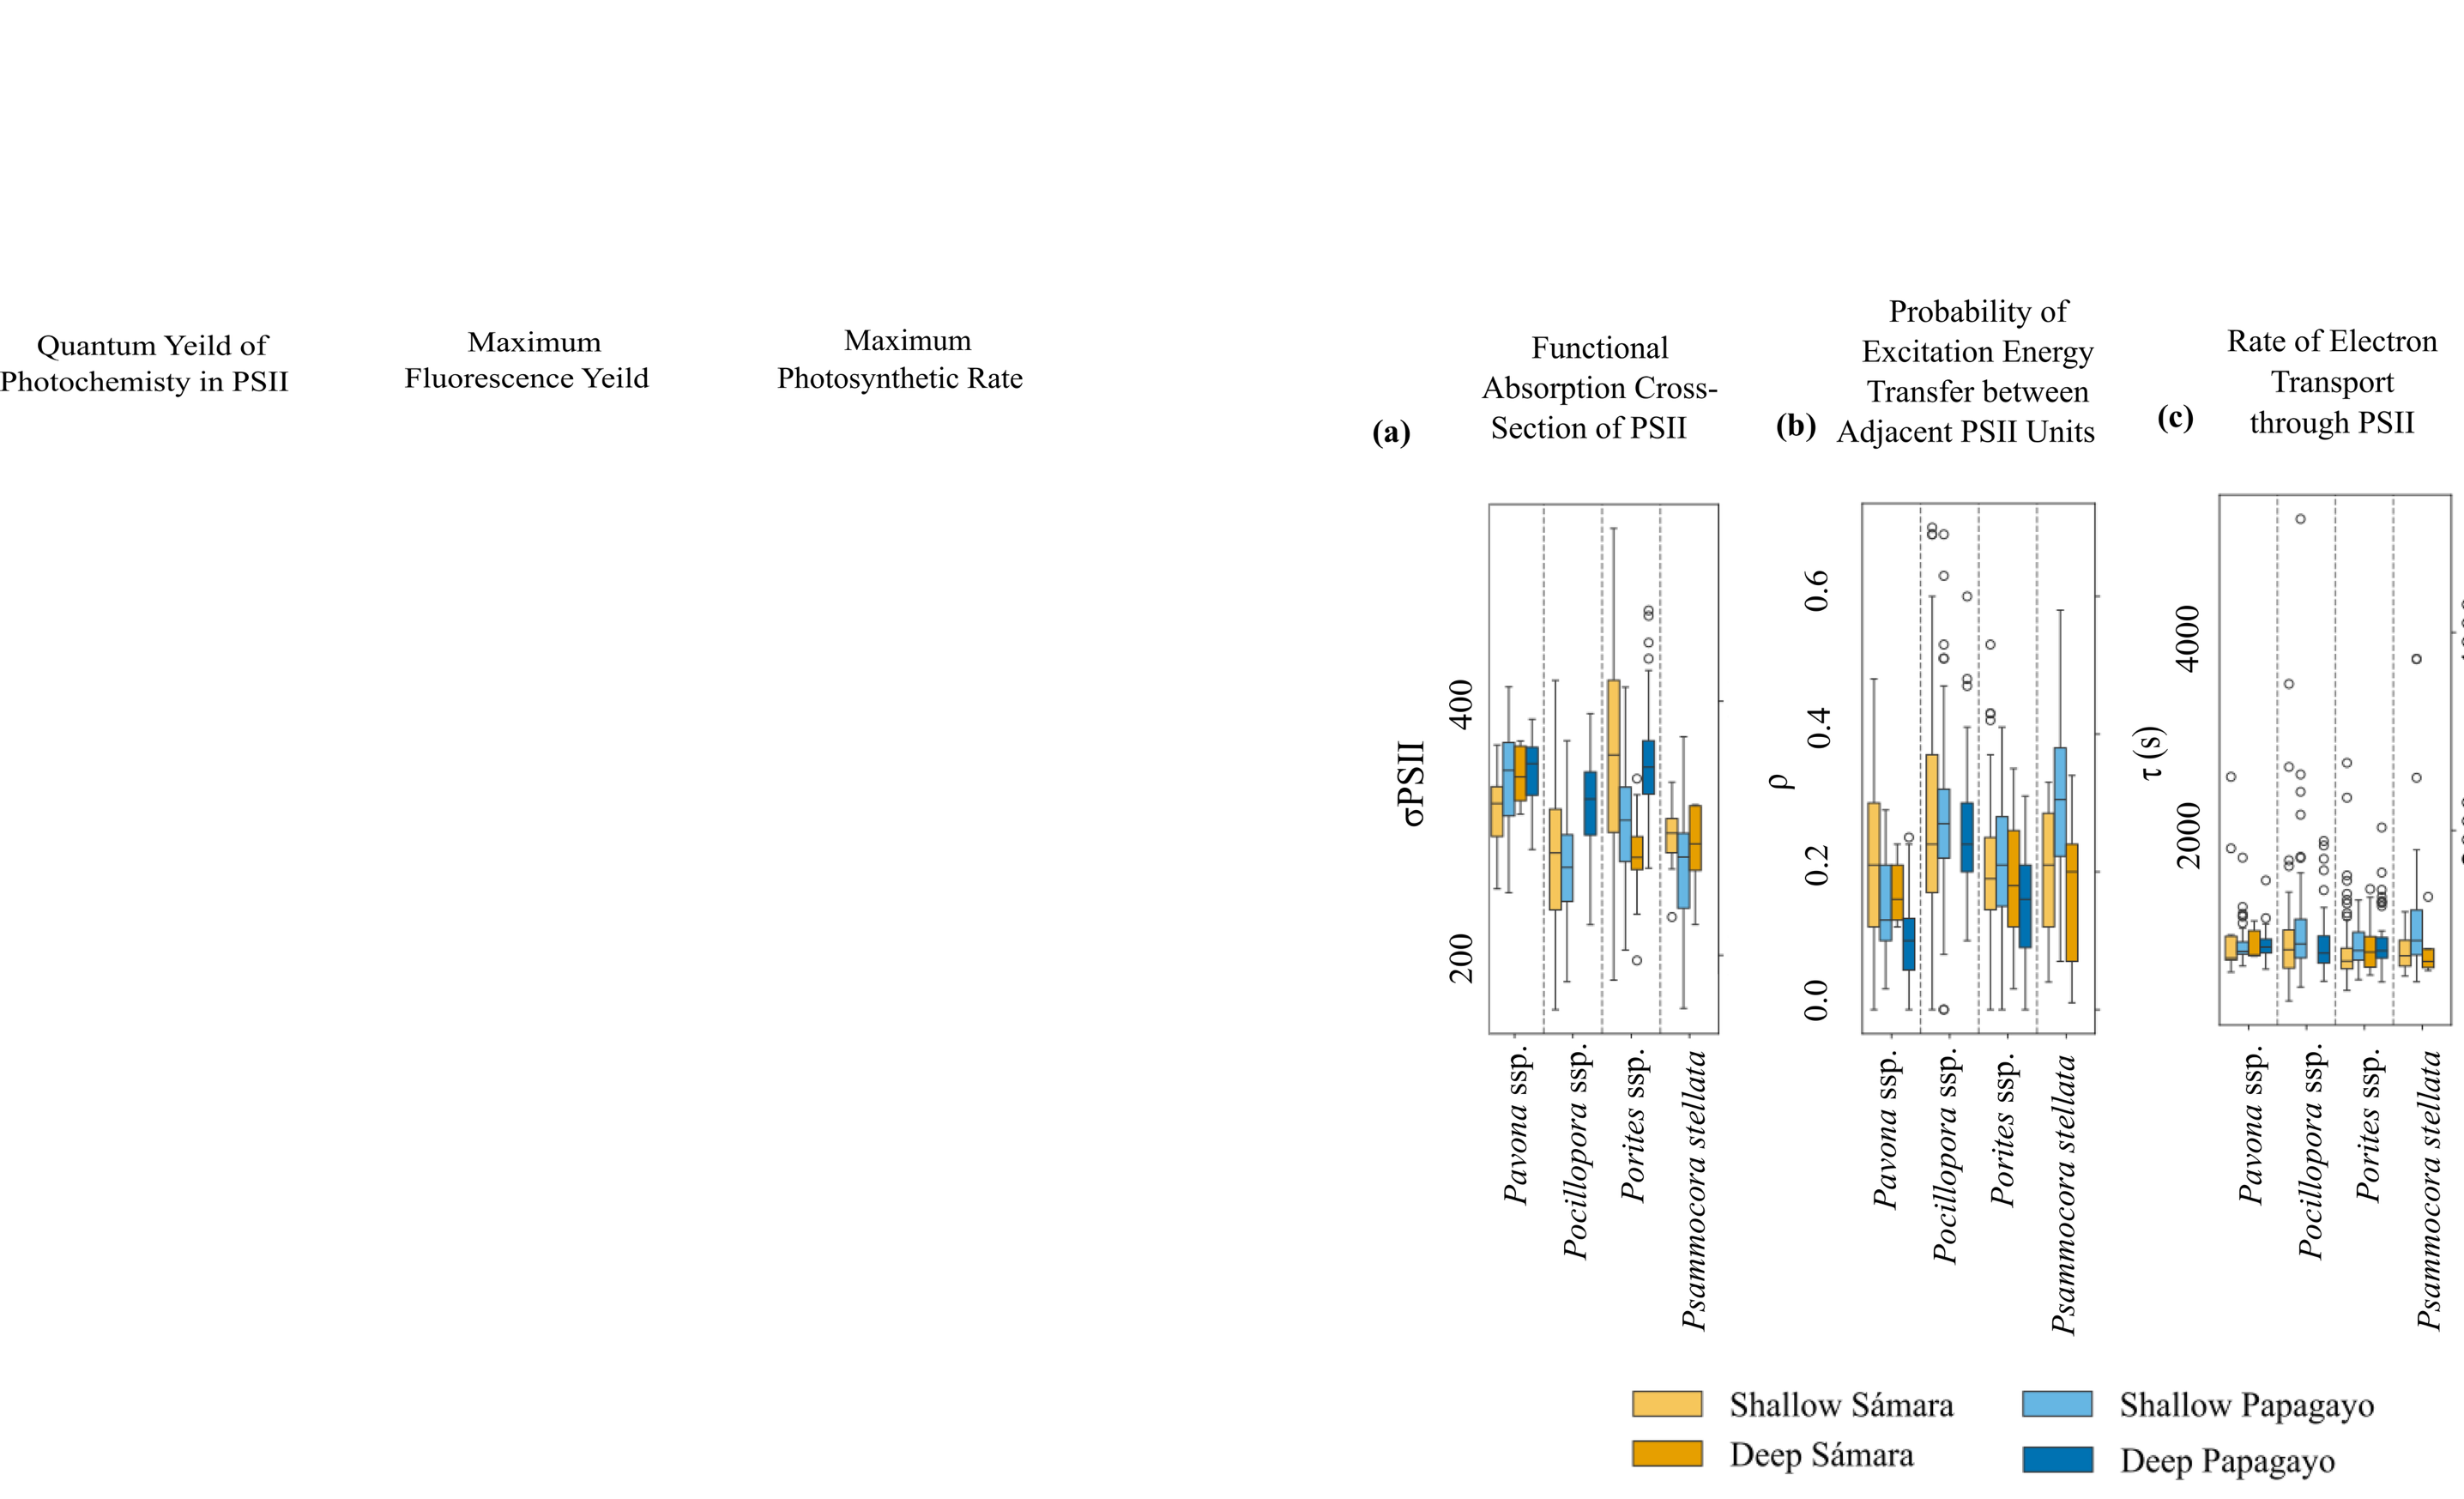 Quantum Yeild of
Photochemisty in PSII
Maximum
Fluorescence Yeild
Maximum
Photosynthetic Rate
(a)
Functional
Absorption Cross-
Section of PSII
(b)
Probability of
Excitation Energy
Transfer between
Adjacent PSII Units
(c)
Rate of Electron
Transport
through PSII
σPSII
400
200
Pavona ssp.
Pocillopora ssp.
Porites ssp.
Psammocora stellata
ρ
0.6
0.4
0.2
0.0
Pavona ssp.
Pocillopora ssp.
Porites ssp.
Psammocora stellata
τ (s)
4000
2000
Pavona ssp.
Pocillopora ssp.
Porites ssp.
Psammocora stellata
Shallow Sámara
Shallow Papagayo
Deep Sámara
Deep Papagayo